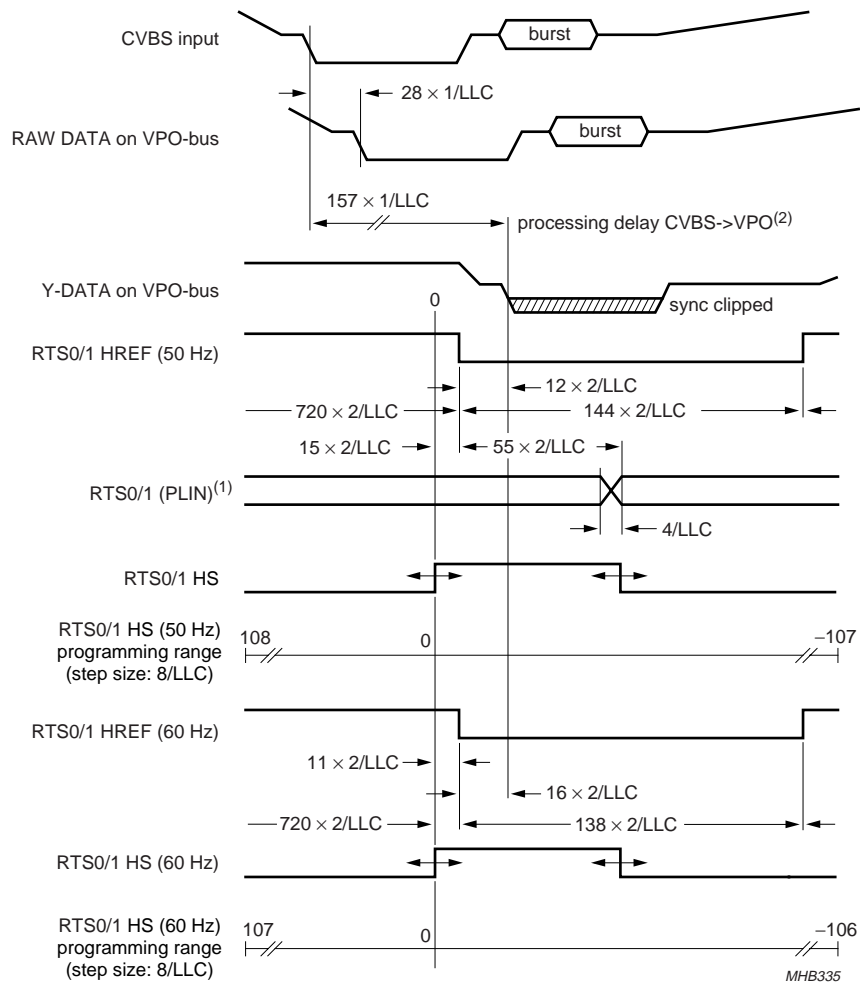 CVBS input
burst
28 × 1/LLC
RAW DATA on VPO-bus
burst
157 × 1/LLC
processing delay CVBS->VPO(2)
Y-DATA on VPO-bus
0
sync clipped
RTS0/1 HREF (50 Hz)
12 × 2/LLC
720 × 2/LLC
144 × 2/LLC
15 × 2/LLC
55 × 2/LLC
RTS0/1 (PLIN)(1)
4/LLC
RTS0/1 HS
RTS0/1 HS (50 Hz)
programming range
(step size: 8/LLC)
108
0
−107
RTS0/1 HREF (60 Hz)
11 × 2/LLC
16 × 2/LLC
720 × 2/LLC
138 × 2/LLC
RTS0/1 HS (60 Hz)
RTS0/1 HS (60 Hz)
programming range
(step size: 8/LLC)
107
0
−106
MHB335